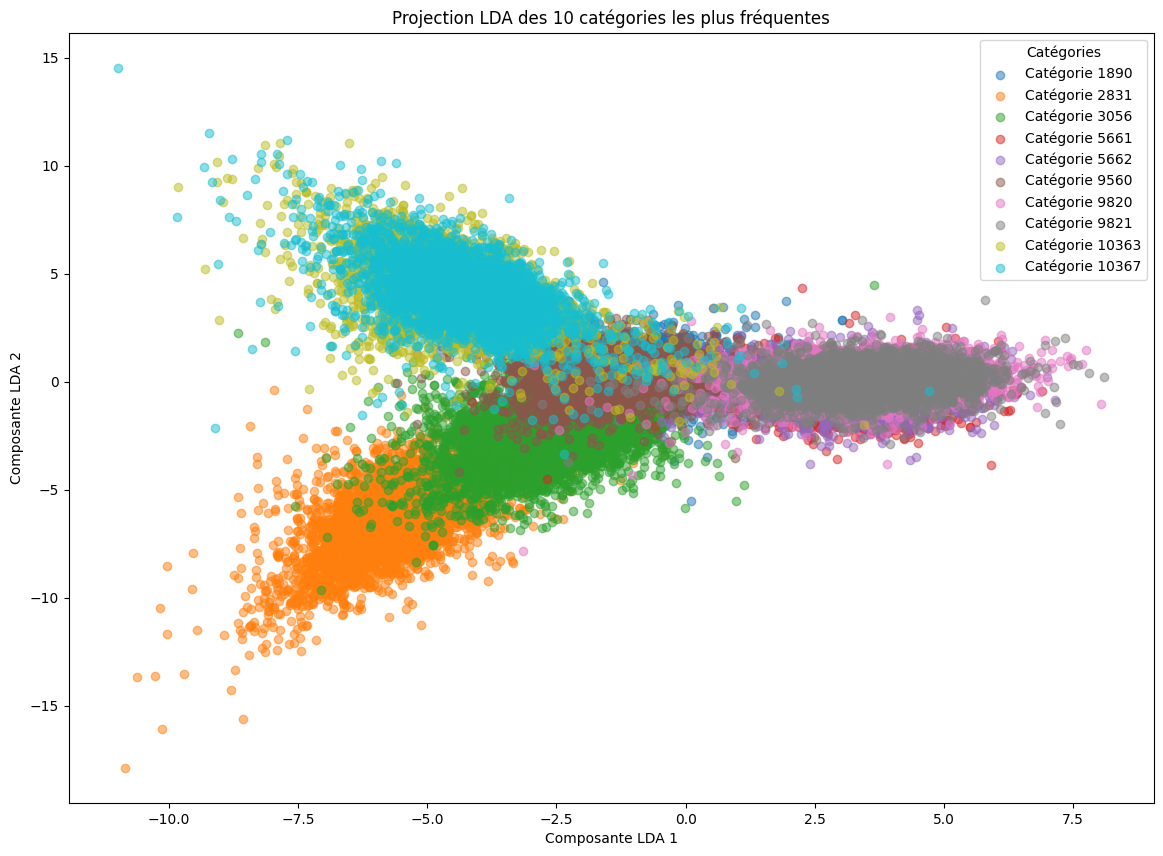 Projection LDA des 10 catégories les plus fréquentes
Catégories
Catégorie 1890
Catégorie 2831
Catégorie 3056
Catégorie 5661
Catégorie 5662
Catégorie 9560
Catégorie 9820
Catégorie 9821
Catégorie 10363
Catégorie 10367
Composante LDA 2
15
10
5
0
−5
−10
−15
−10.0 −7.5 −5.0 −2.5 0.0 2.5 5.0 7.5
Composante LDA 1